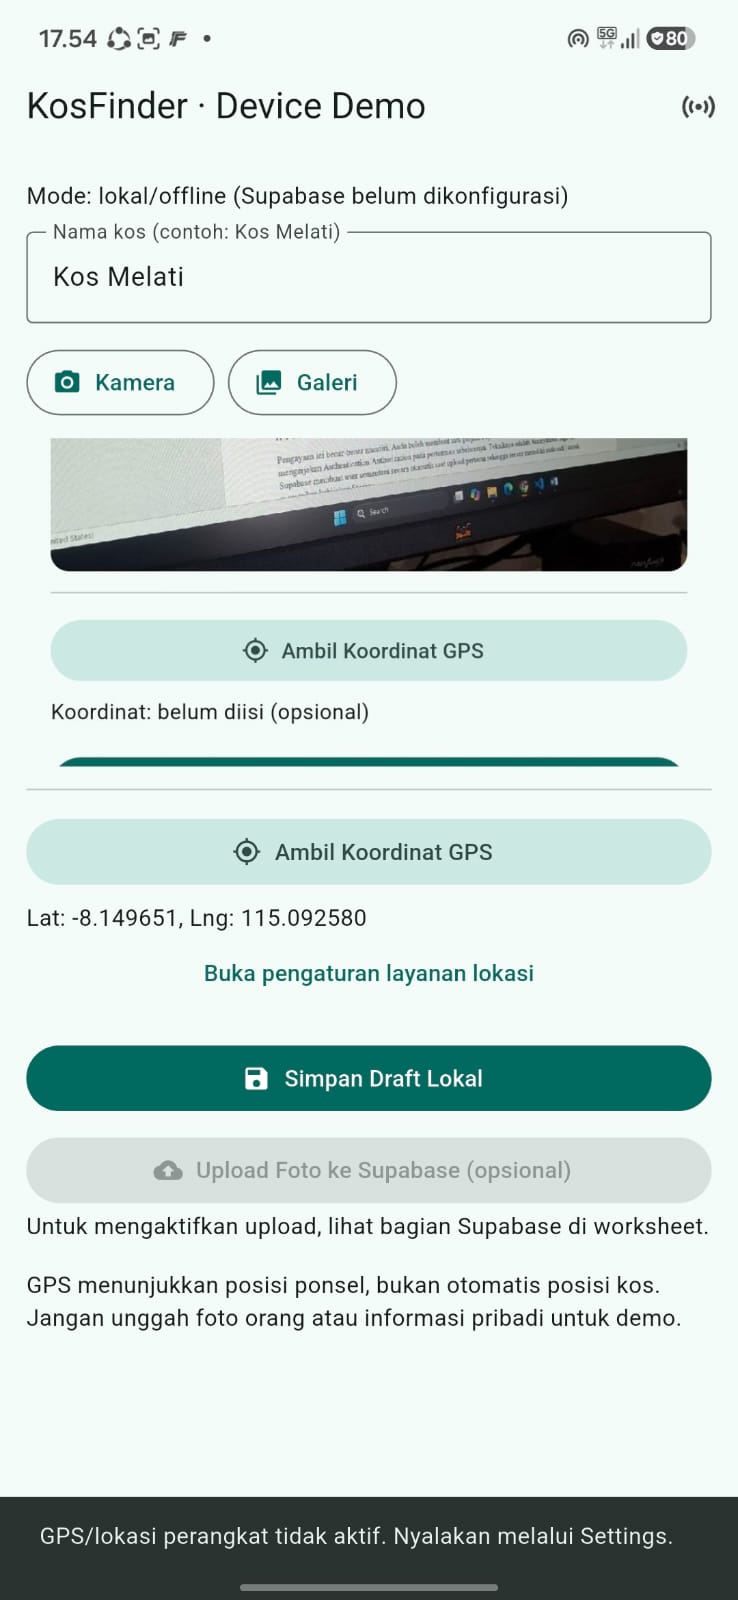 17.54
5G
80
KosFinder · Device Demo
Mode: lokal/offline (Supabase belum dikonfigurasi)
Nama kos (contoh: Kos Melati)
Kos Melati
Kamera
Galeri
Search
Ambil Koordinat GPS
Koordinat: belum diisi (opsional)
Ambil Koordinat GPS
Lat: -8.149651, Lng: 115.092580
Buka pengaturan layanan lokasi
Simpan Draft Lokal
Upload Foto ke Supabase (opsional)
Untuk mengaktifkan upload, lihat bagian Supabase di worksheet.
GPS menunjukkan posisi ponsel, bukan otomatis posisi kos.
Jangan unggah foto orang atau informasi pribadi untuk demo.
GPS/lokasi perangkat tidak aktif. Nyalakan melalui Settings.